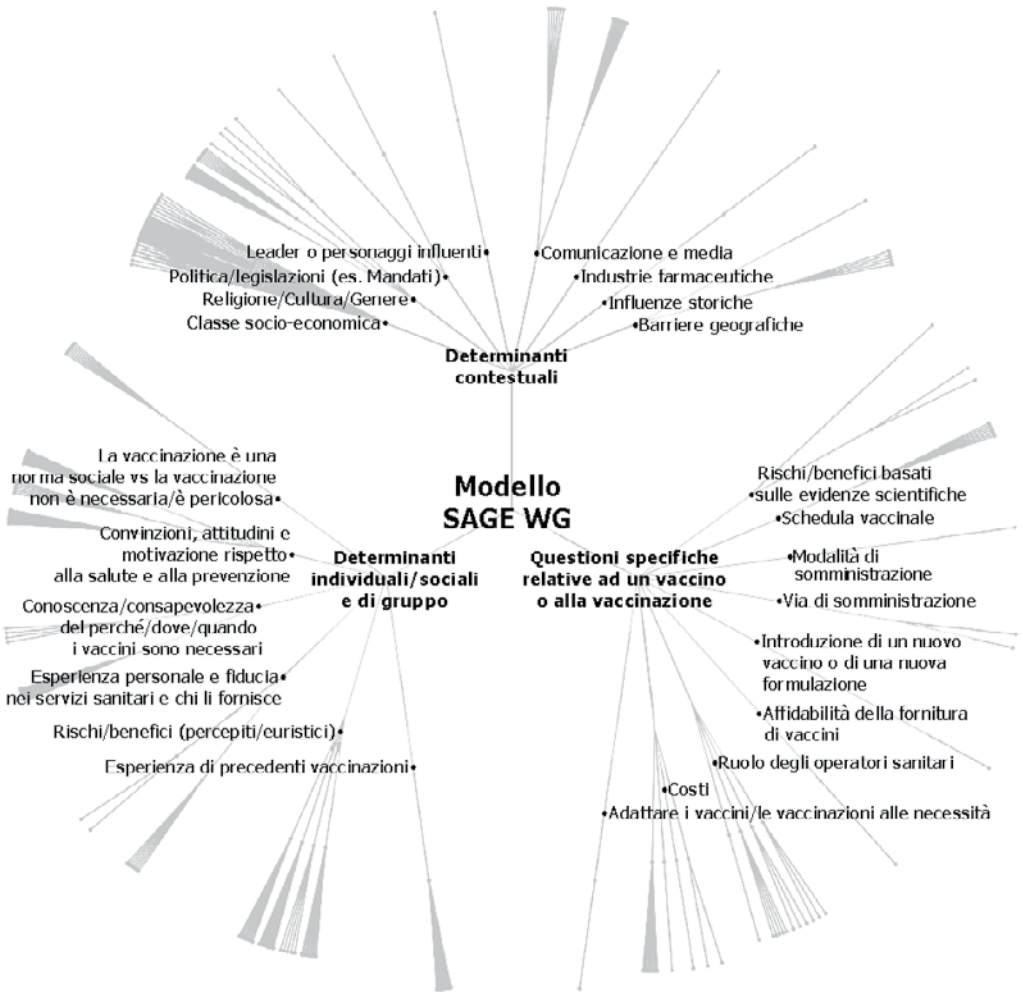 Leader o personaggi influenti
Politica/legislazioni (es. Mandati)
Religione/Cultura/Genere
Classe socio-economica
Comunicazione e media
Industrie farmaceutiche
Influenze storiche
Barriere geografiche
Determinanti
contestuali
Modello
SAGE WG
La vaccinazione è una
norma sociale vs la vaccinazione
non è necessaria/è pericolosa
Convinzioni, attitudini e
motivazione rispetto
alla salute e alla prevenzione
Conoscenza/consapevolezza
del perché/dove/quando
i vaccini sono necessari
Esperienza personale e fiducia
nei servizi sanitari e chi li fornisce
Rischi/benefici (percepiti/euristici)
Esperienza di precedenti vaccinazioni
Determinanti
individuali/sociali
e di gruppo
Questioni specifiche
relative ad un vaccino
o alla vaccinazione
Rischi/benefici basati
sulle evidenze scientifiche
Schedula vaccinale
Modalità di
somministrazione
Via di somministrazione
Introduzione di un nuovo
vaccino o di una nuova
formulazione
Affidabilità della fornitura
di vaccini
Ruolo degli operatori sanitari
Costi
Adattare i vaccini/le vaccinazioni alle necessità